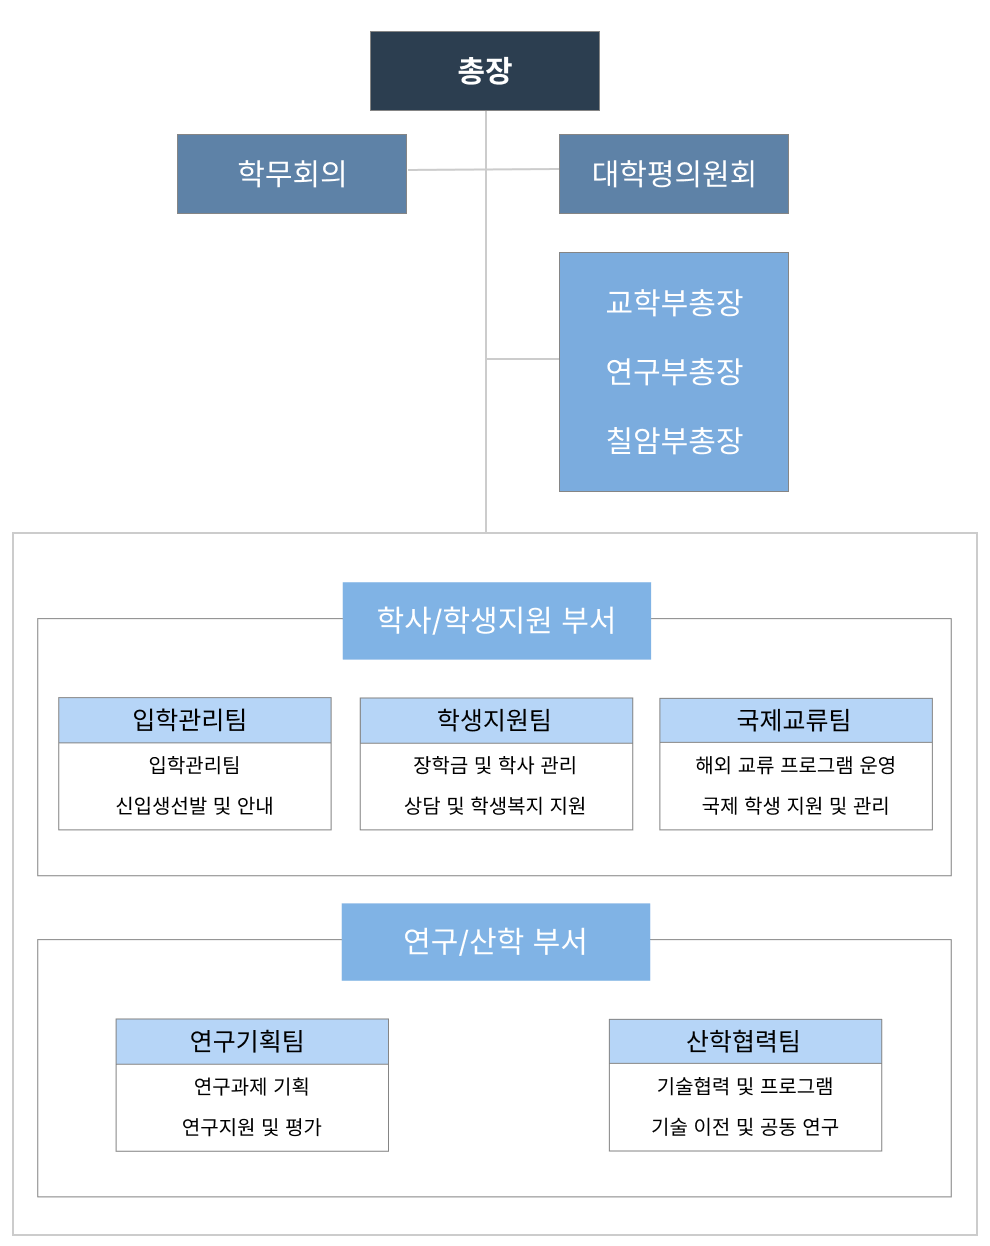 총장
학무회의
대학평의원회
교학부총장
연구부총장
칠암부총장
학사/학생지원 부서
입학관리팀
입학관리팀
신입생선발 및 안내
학생지원팀
장학금 및 학사 관리
상담 및 학생복지 지원
국제교류팀
해외 교류 프로그램 운영
국제 학생 지원 및 관리
연구/산학 부서
연구기획팀
연구과제 기획
연구지원 및 평가
산학협력팀
기술협력 및 프로그램
기술 이전 및 공동 연구